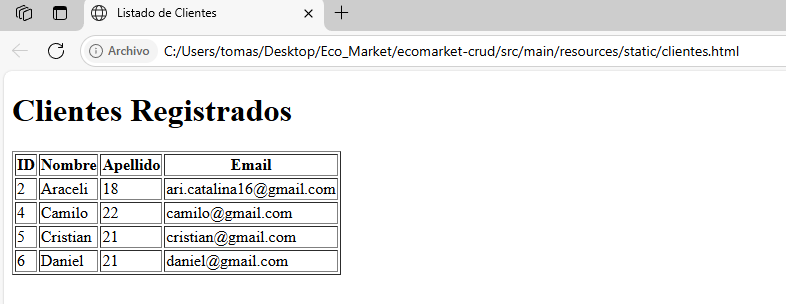 Listado de Clientes
Archivo C:/Users/tomas/Desktop/Eco_Market/ecomarket-crud/src/main/resources/static/clientes.html
Clientes Registrados
ID Nombre Apellido Email
2 Araceli 18 ari.catalina16@gmail.com
4 Camilo 22 camilo@gmail.com
5 Cristian 21 cristian@gmail.com
6 Daniel 21 daniel@gmail.com